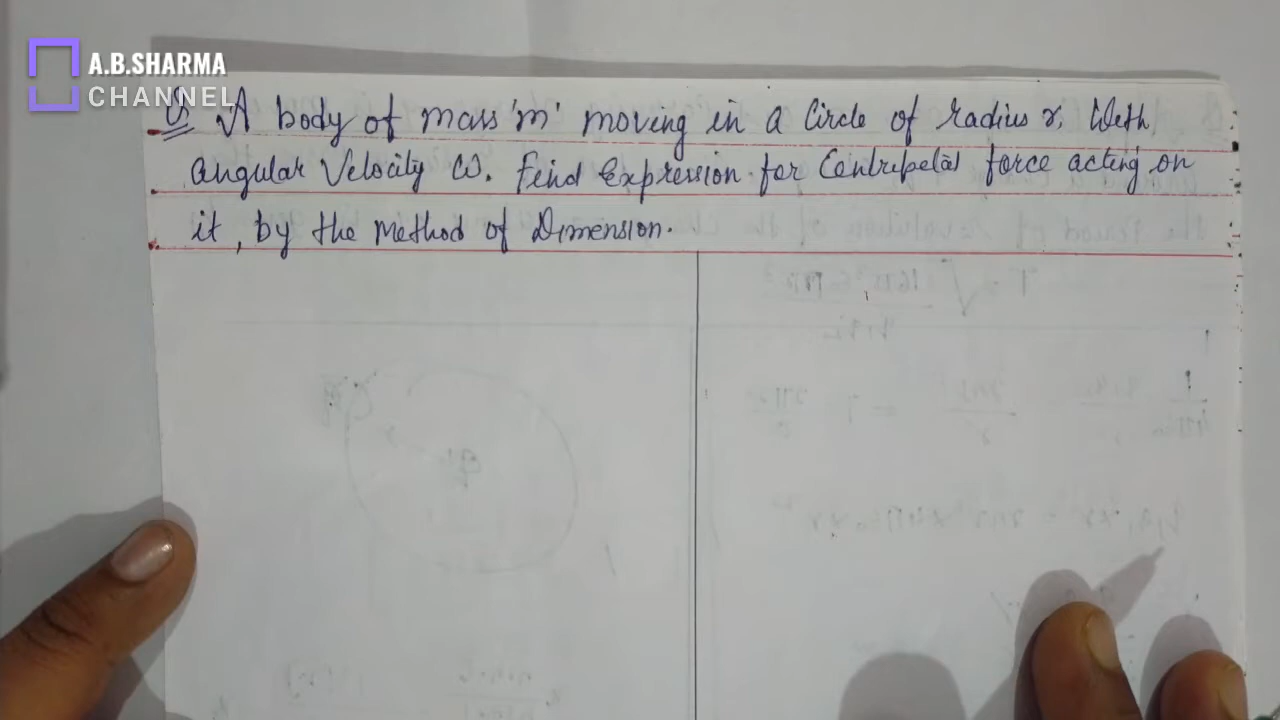 A.B.SHARMA
CHANNEL
Q A body of mass 'm' moving in a Circle of radius r, With
angular Velocity ω. Find Expression for Centripetal force acting on
it, by the Method of Dimension.